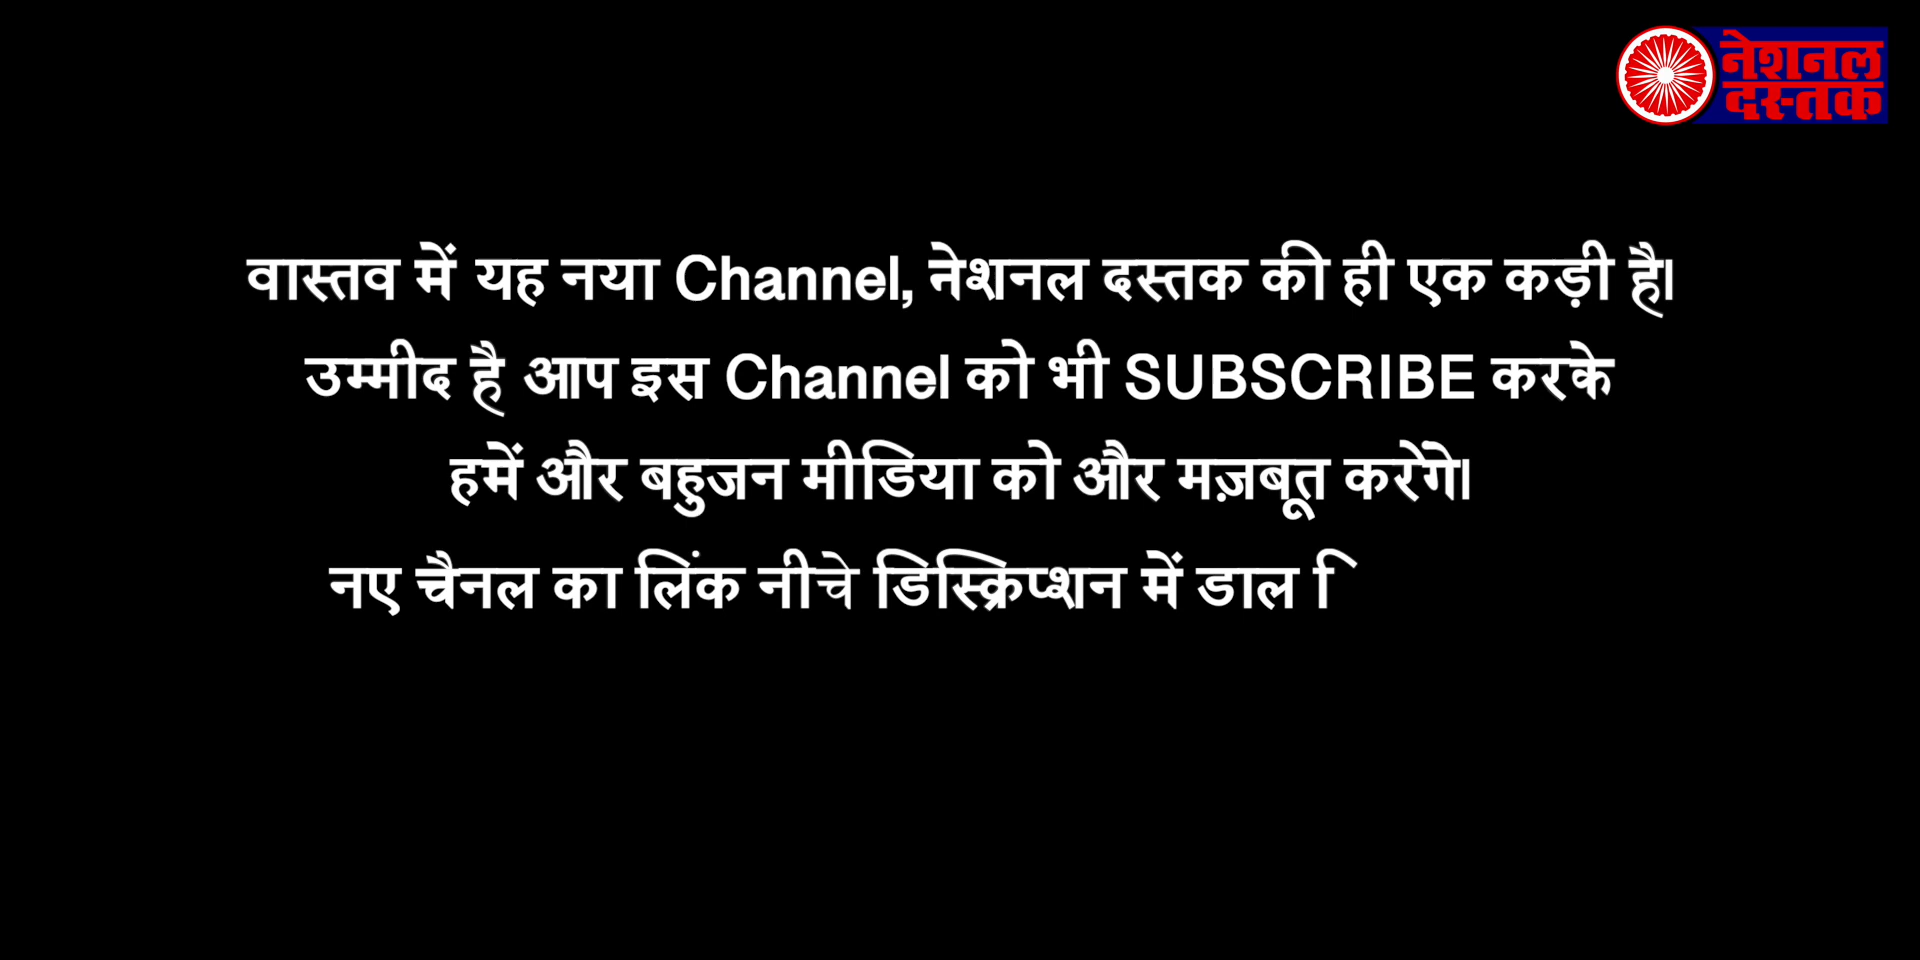 नेशनल
दस्तक
वास्तव में यह नया Channel, नेशनल दस्तक की ही एक कड़ी है।
उम्मीद है आप इस Channel को भी SUBSCRIBE करके
हमें और बहुजन मीडिया को और मज़बूत करेंगे।
नए चैनल का लिंक नीचे डिस्क्रिप्शन में डाल ि